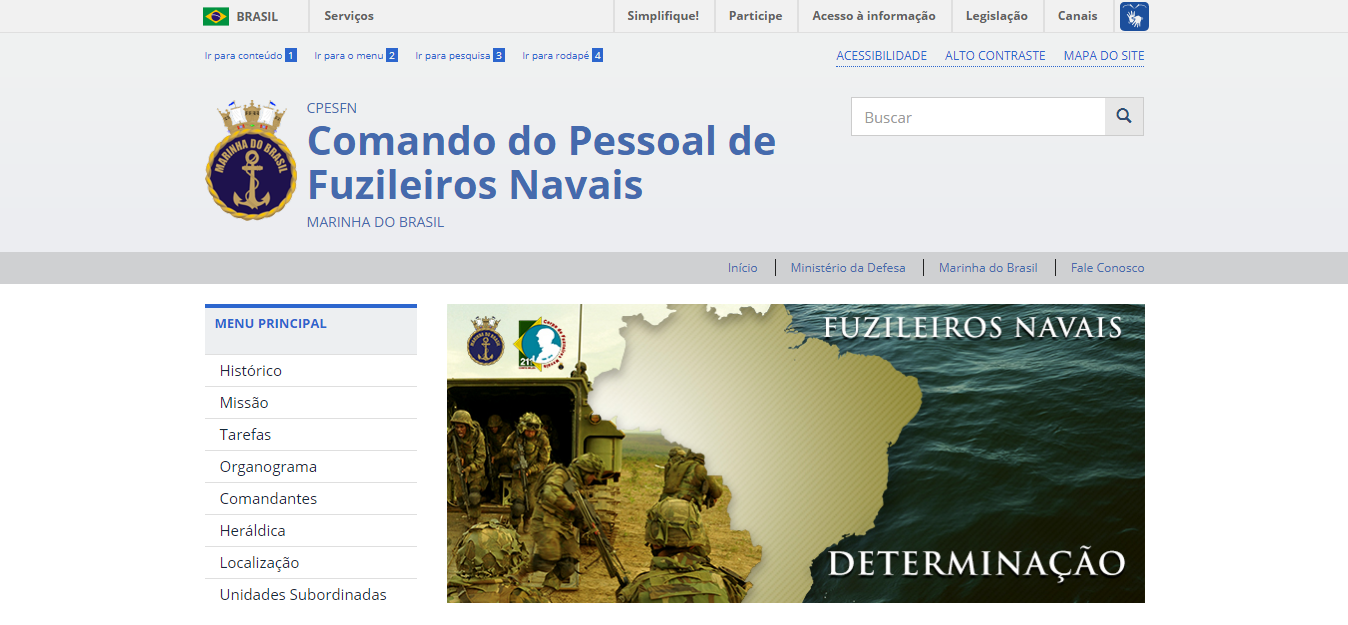 BRASIL
Serviços
Simplifique!
Participe
Acesso à informação
Legislação
Canais
Ir para conteúdo 1
Ir para o menu 2
Ir para pesquisa 3
Ir para rodapé 4
ACESSIBILIDADE
ALTO CONTRASTE
MAPA DO SITE
CPESFN
Comando do Pessoal de
Fuzileiros Navais
MARINHA DO BRASIL
MARINHA DO BRASIL
Buscar
Início
Ministério da Defesa
Marinha do Brasil
Fale Conosco
MENU PRINCIPAL
Histórico
Missão
Tarefas
Organograma
Comandantes
Heráldica
Localização
Unidades Subordinadas
FUZILEIROS NAVAIS
DETERMINAÇÃO